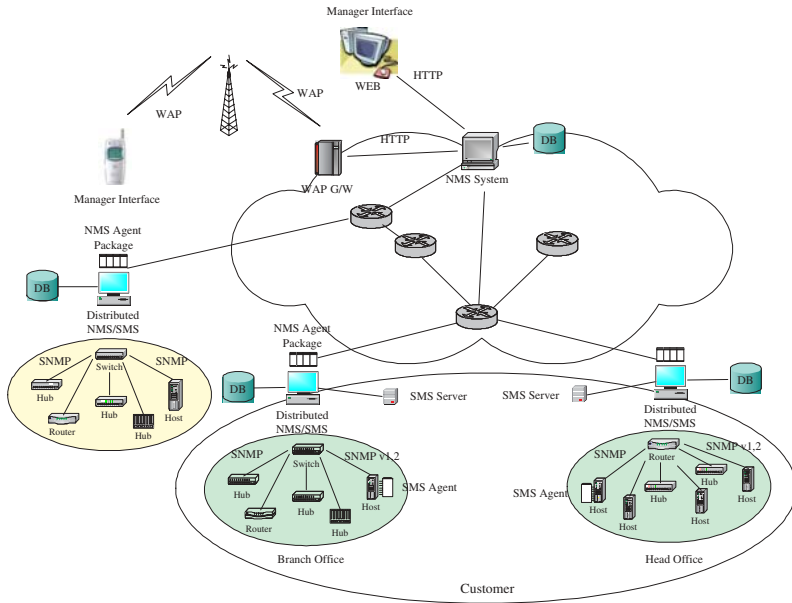 Manager Interface
WEB
HTTP
WAP
WAP
HTTP
DB
NMS System
WAP G/W
Manager Interface
NMS Agent
Package
DB
Distributed
NMS/SMS
SNMP
SNMP
Switch
Hub
Router
Hub
Hub
Host
NMS Agent
Package
DB
SMS Server
Distributed
NMS/SMS
SNMP
SNMP v1,2
Switch
Hub
Router
Hub
Hub
Host
SMS Agent
Branch Office
SMS Server
DB
Distributed
NMS/SMS
SNMP
SNMP v1,2
Router
SMS Agent
Host
Host
Hub
Host
Hub
Host
Head Office
Customer